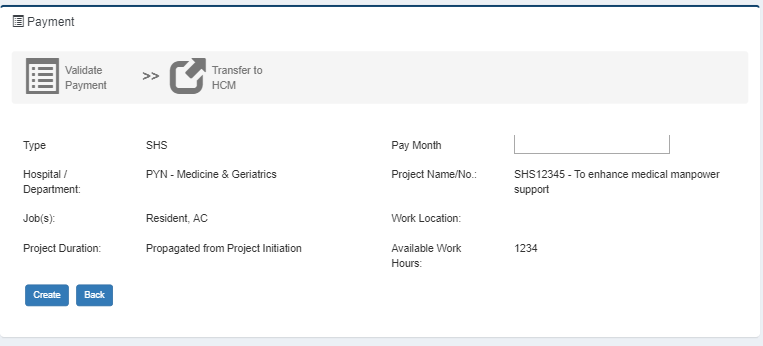 Payment
Validate
Payment
>>
Transfer to
HCM
Type SHS Pay Month
Hospital /
Department:
PYN - Medicine & Geriatrics
Project Name/No.:
SHS12345 - To enhance medical manpower
support
Job(s): Resident, AC Work Location:
Project Duration: Propagated from Project Initiation
Available Work
Hours:
1234
Create Back